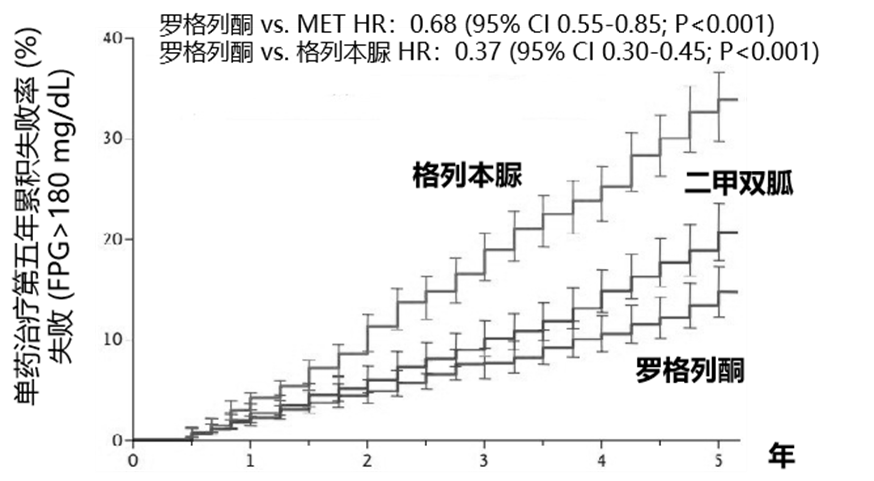 罗格列酮 vs. MET HR：0.68 (95% CI 0.55-0.85; P<0.001)
罗格列酮 vs. 格列本脲 HR：0.37 (95% CI 0.30-0.45; P<0.001)
单药治疗第五年累积失败率 (%)
失败 (FPG>180 mg/dL)
40
30
20
10
0
格列本脲
二甲双胍
罗格列酮
0 1 2 3 4 5
年